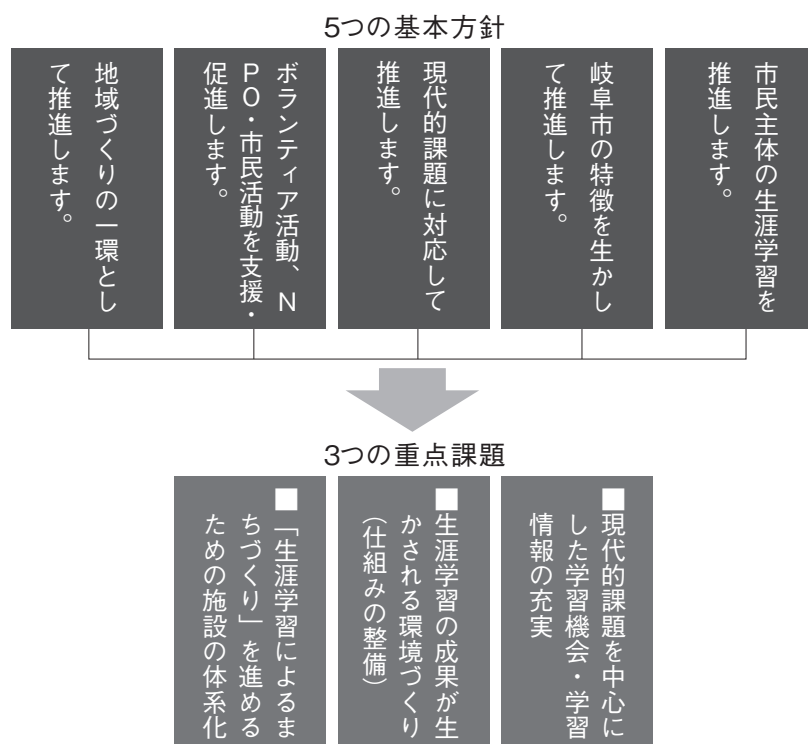 5つの基本方針
市民主体の生涯学習を
推進します。
岐阜市の特徴を生かし
て推進します。
現代的課題に対応して
推進します。
ボランティア活動、N
PO・市民活動を支援・
促進します。
地域づくりの一環とし
て推進します。
3つの重点課題
■現代的課題を中心に
した学習機会・学習
情報の充実
■生涯学習の成果が生
かされる環境づくり
(仕組みの整備)
■「生涯学習によるま
ちづくり」を進める
ための施設の体系化